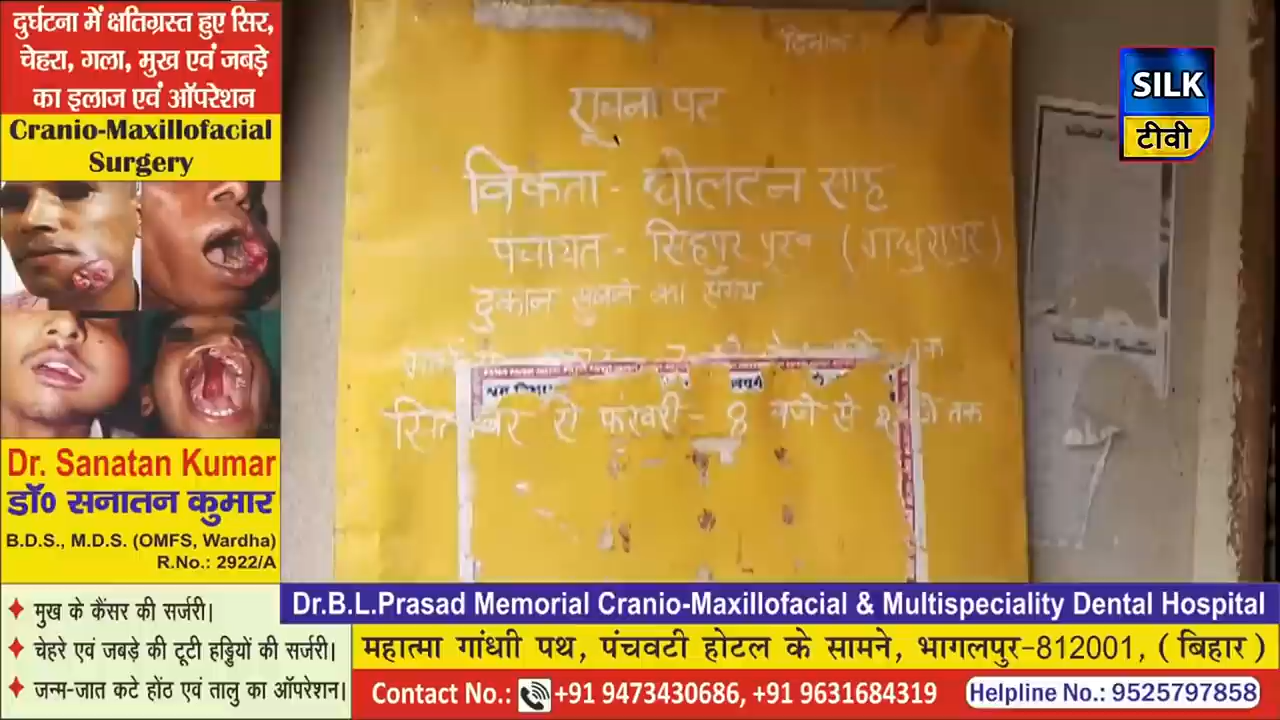 दुर्घटना में क्षतिग्रस्त हुए सिर,
चेहरा, गला, मुख एवं जबड़े
का इलाज एवं ऑपरेशन
Cranio-Maxillofacial
Surgery
Dr. Sanatan Kumar
डॉ० सनातन कुमार
B.D.S., M.D.S. (OMFS, Wardha)
R.No.: 2922/A
मुख के कैंसर की सर्जरी।
चेहरे एवं जबड़े की टूटी हड्डियों की सर्जरी।
जन्म-जात कटे होंठ एवं तालु का ऑपरेशन।
दिनांक
सूचना पट
विक्रेता - घोलटन साह
पंचायत - सिंहपुर पूरब (मधुरापुर)
दुकान खुलने का समय
तक
सितम्बर से फरवरी - 8 बजे से बजे तक
SILK
टीवी
Dr.B.L.Prasad Memorial Cranio-Maxillofacial & Multispeciality Dental Hospital
महात्मा गांधाी पथ, पंचवटी होटल के सामने, भागलपुर-812001, ( बिहार )
Contact No.: +91 9473430686, +91 9631684319
Helpline No.: 9525797858